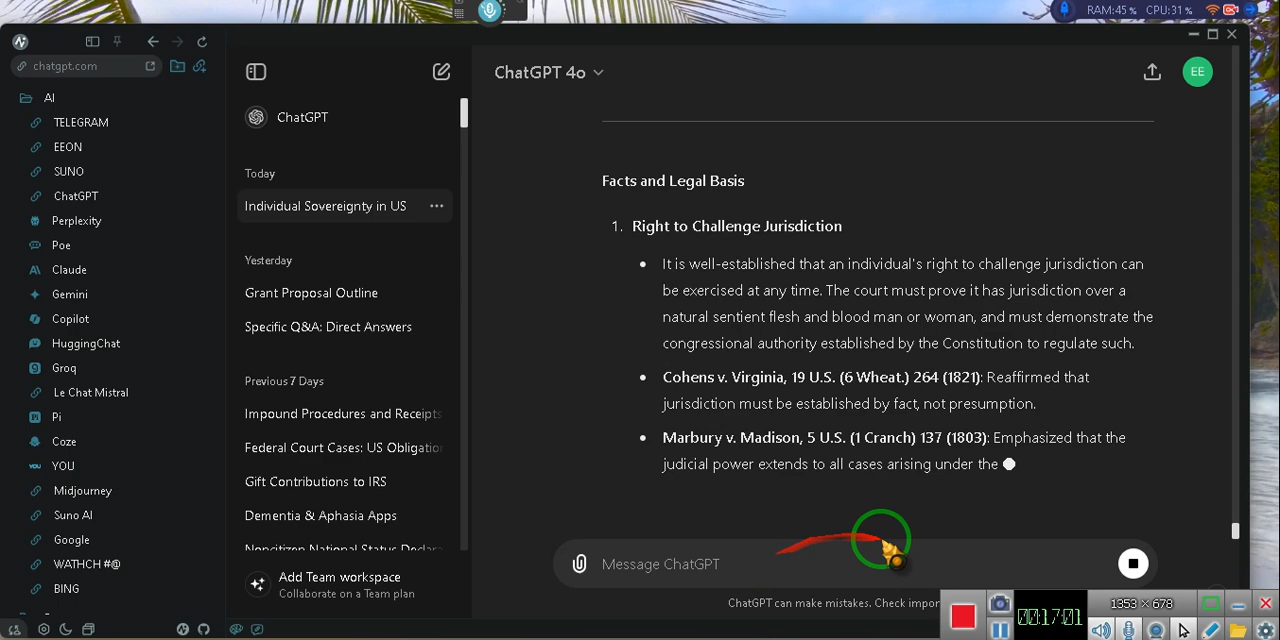 RAM:45 % CPU:31 %
chatgpt.com
AI
TELEGRAM
EEON
SUNO
ChatGPT
Perplexity
Poe
Claude
Gemini
Copilot
HuggingChat
Groq
Le Chat Mistral
Pi
Coze
YOU
Midjourney
Suno AI
Google
WATHCH #@
BING
ChatGPT
Today
Individual Sovereignty in US
Yesterday
Grant Proposal Outline
Specific Q&A: Direct Answers
Previous 7 Days
Impound Procedures and Receipts
Federal Court Cases: US Obligatio
Gift Contributions to IRS
Dementia & Aphasia Apps
Noncitizen National Status Declara
Add Team workspace
Collaborate on a Team plan
ChatGPT 4o
EE
Facts and Legal Basis
1. Right to Challenge Jurisdiction
• It is well-established that an individual's right to challenge jurisdiction can
be exercised at any time. The court must prove it has jurisdiction over a
natural sentient flesh and blood man or woman, and must demonstrate the
congressional authority established by the Constitution to regulate such.
• Cohens v. Virginia, 19 U.S. (6 Wheat.) 264 (1821): Reaffirmed that
jurisdiction must be established by fact, not presumption.
• Marbury v. Madison, 5 U.S. (1 Cranch) 137 (1803): Emphasized that the
judicial power extends to all cases arising under the
Message ChatGPT
ChatGPT can make mistakes. Check impor
00:17:01
1353 × 678